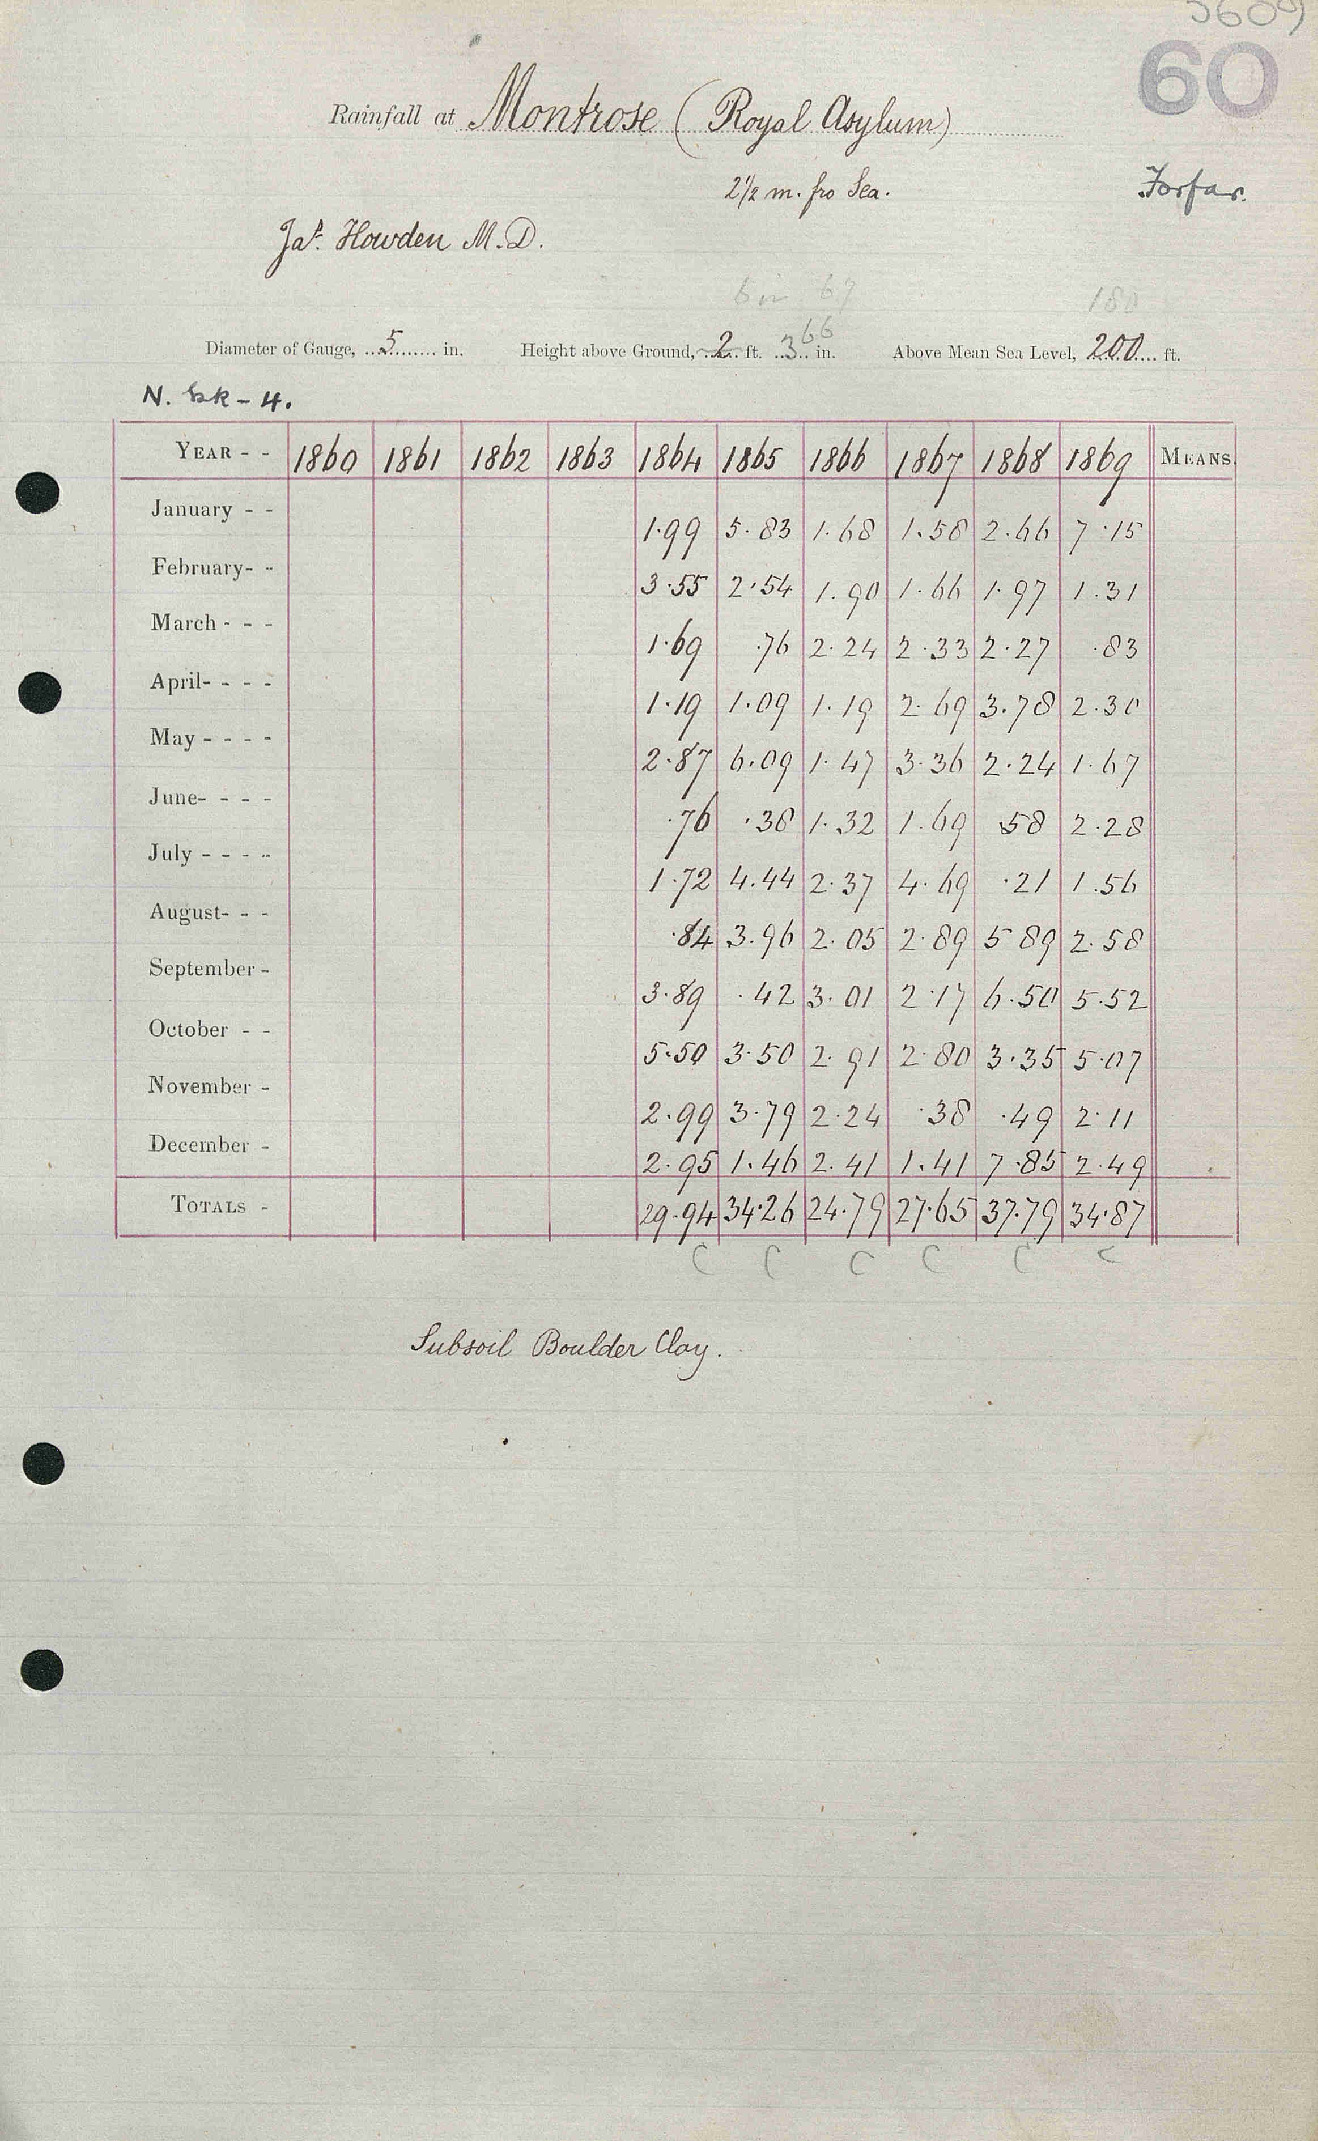 5609
60
Rainfall at Montrose (Royal Asylum)
2½ m. fro Sea.
Forfar.
Jas. Howden M.D.
6 in 67
180
66
Diameter of Gauge, 5 in. Height above Ground, 2 ft. 3 in. Above Mean Sea Level, 200 ft.
N. bk - 4.
YEAR - - 1860 1861 1862 1863 1864 1865 1866 1867 1868 1869 MEANS.
January - - 1.99 5.83 1.68 1.58 2.66 7.15
February - - 3.55 2.54 1.90 1.66 1.97 1.31
March - - - 1.69 .76 2.24 2.33 2.27 .83
April - - - - 1.19 1.09 1.19 2.69 3.78 2.30
May - - - - 2.87 6.09 1.47 3.36 2.24 1.67
June - - - - .76 .38 1.32 1.69 .58 2.28
July - - - - 1.72 4.44 2.37 4.69 .21 1.56
August - - - .84 3.96 2.05 2.89 5 89 2.58
September - 3.89 .42 3.01 2.17 6.50 5.52
October - - 5.50 3.50 2.91 2.80 3.35 5.07
November - 2.99 3.79 2.24 .38 .49 2.11
December - 2.95 1.46 2.41 1.41 7.85 2.49
TOTALS - 29.94 34.26 24.79 27.65 37.79 34.87
C C C C C C
Subsoil Boulder Clay.